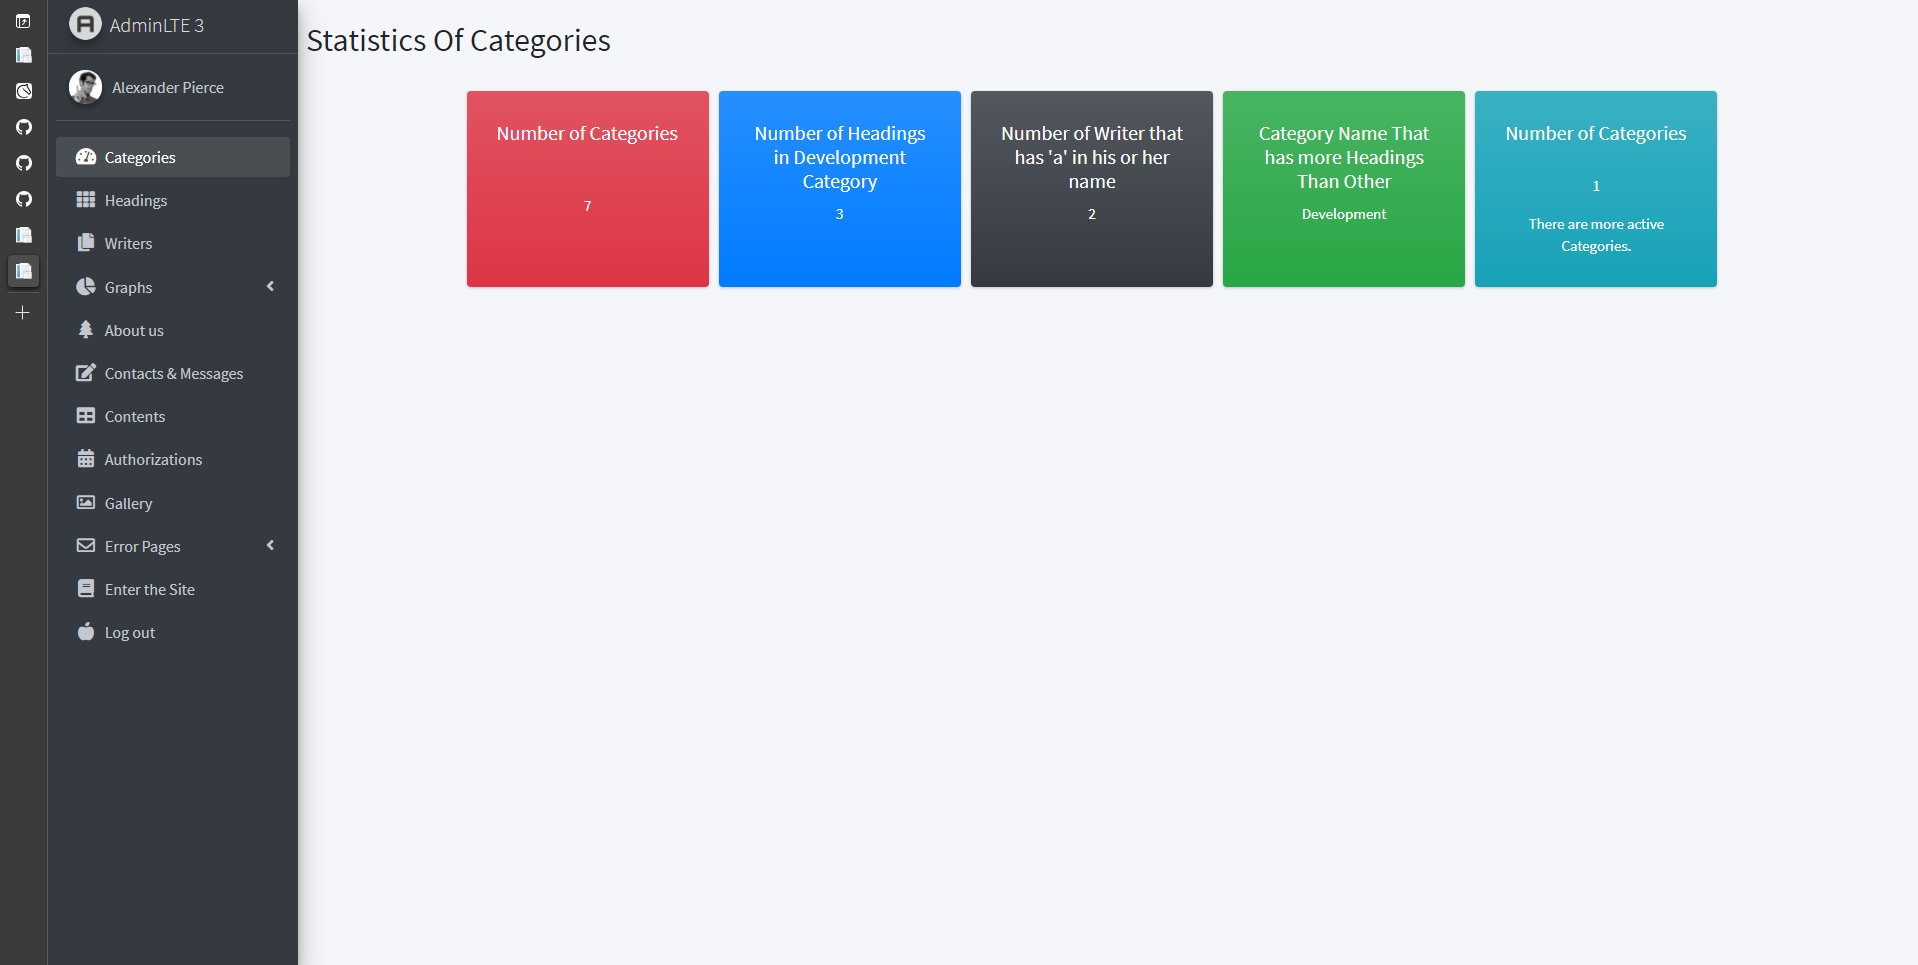 AdminLTE 3
Alexander Pierce
Categories
Headings
Writers
Graphs
About us
Contacts & Messages
Contents
Authorizations
Gallery
Error Pages
Enter the Site
Log out
Statistics Of Categories
Number of Categories
7
Number of Headings
in Development
Category
3
Number of Writer that
has 'a' in his or her
name
2
Category Name That
has more Headings
Than Other
Development
Number of Categories
1
There are more active
Categories.